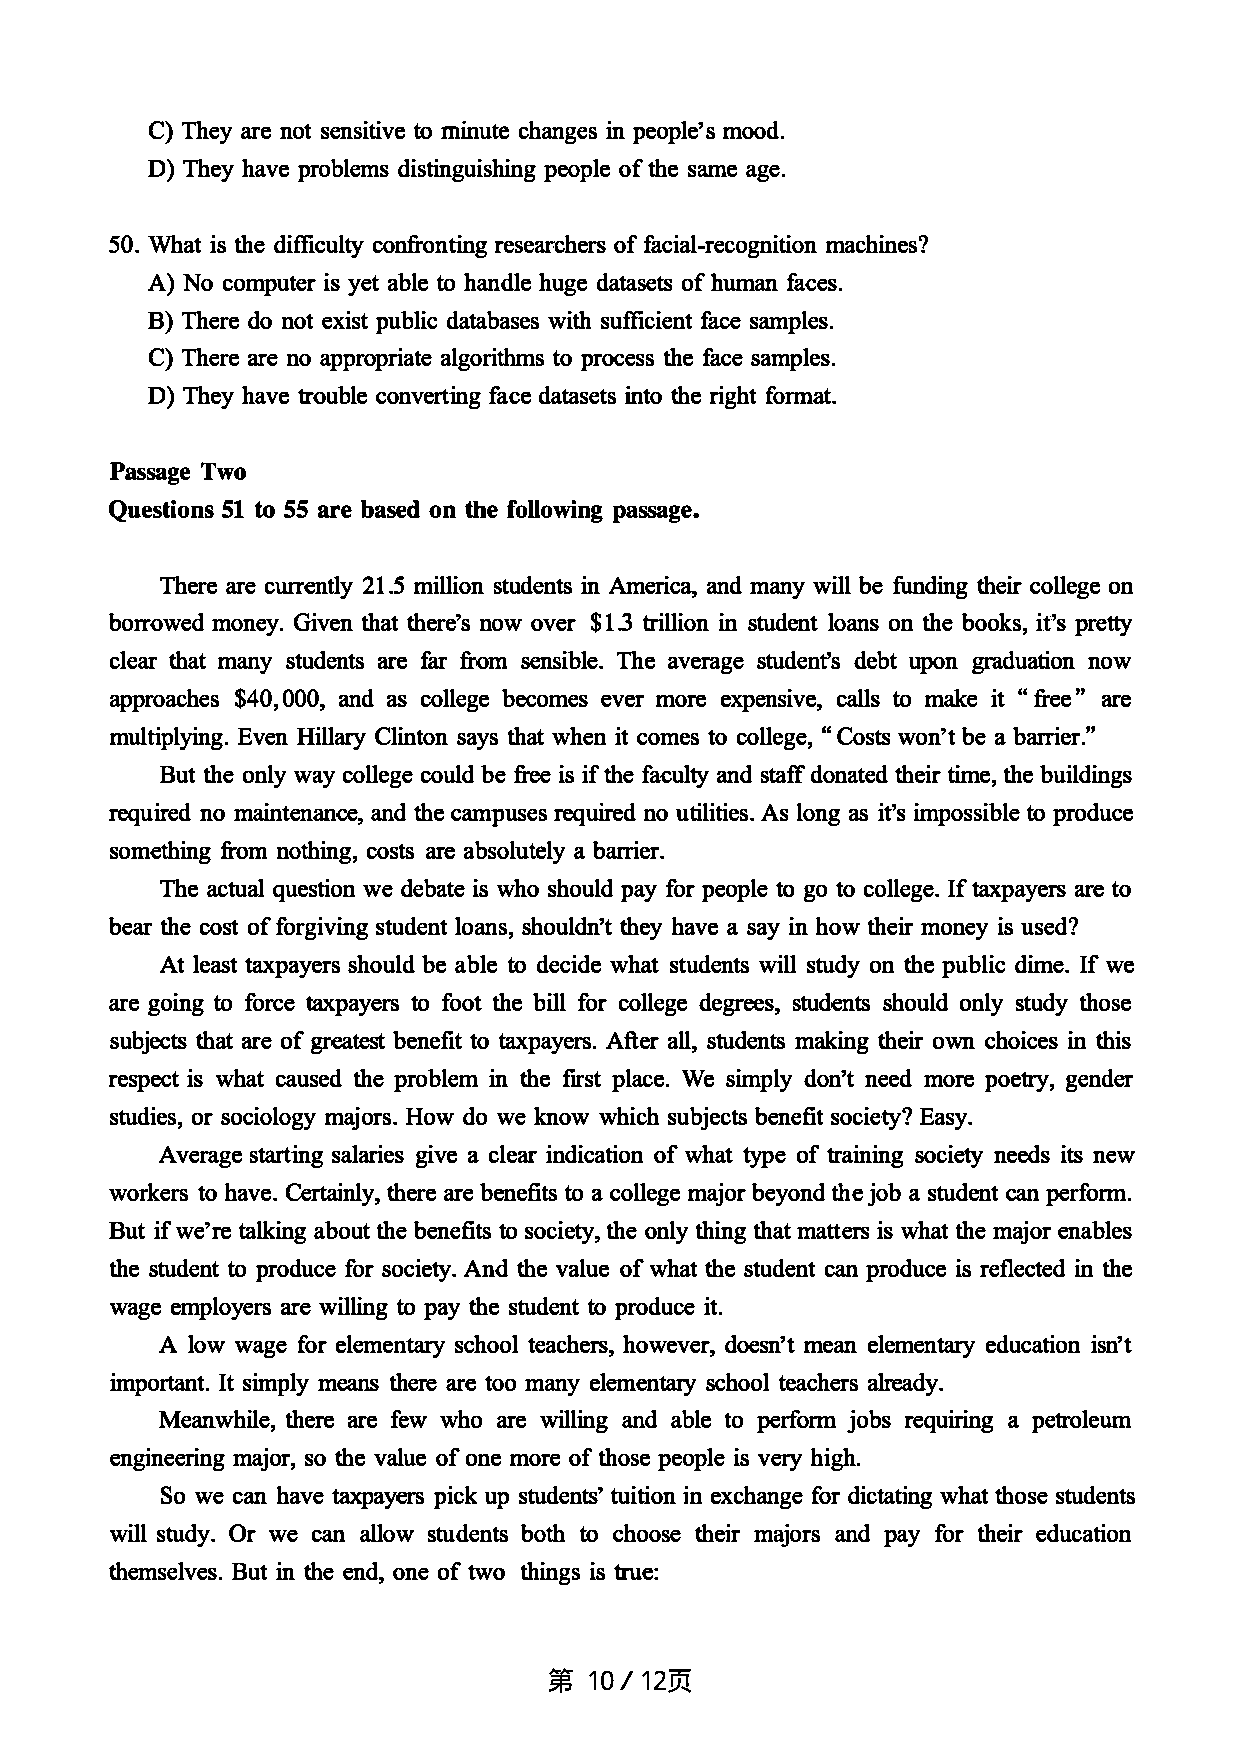 C) They are not sensitive to minute changes in people's mood.
D) They have problems distinguishing people of the same age.
50. What is the difficulty confronting researchers of facial-recognition machines?
A) No computer is yet able to handle huge datasets of human faces.
B) There do not exist public databases with sufficient face samples.
C) There are no appropriate algorithms to process the face samples.
D) They have trouble converting face datasets into the right format.
Passage Two
Questions 51 to 55 are based on the following passage.
There are currently 21.5 million students in America, and many will be funding their college on
borrowed money. Given that there's now over $1.3 trillion in student loans on the books, it's pretty
clear that many students are far from sensible. The average student's debt upon graduation now
approaches $40,000, and as college becomes ever more expensive, calls to make it “free” are
multiplying. Even Hillary Clinton says that when it comes to college, “Costs won't be a barrier.”
But the only way college could be free is if the faculty and staff donated their time, the buildings
required no maintenance, and the campuses required no utilities. As long as it's impossible to produce
something from nothing, costs are absolutely a barrier.
The actual question we debate is who should pay for people to go to college. If taxpayers are to
bear the cost of forgiving student loans, shouldn't they have a say in how their money is used?
At least taxpayers should be able to decide what students will study on the public dime. If we
are going to force taxpayers to foot the bill for college degrees, students should only study those
subjects that are of greatest benefit to taxpayers. After all, students making their own choices in this
respect is what caused the problem in the first place. We simply don't need more poetry, gender
studies, or sociology majors. How do we know which subjects benefit society? Easy.
Average starting salaries give a clear indication of what type of training society needs its new
workers to have. Certainly, there are benefits to a college major beyond the job a student can perform.
But if we're talking about the benefits to society, the only thing that matters is what the major enables
the student to produce for society. And the value of what the student can produce is reflected in the
wage employers are willing to pay the student to produce it.
A low wage for elementary school teachers, however, doesn't mean elementary education isn't
important. It simply means there are too many elementary school teachers already.
Meanwhile, there are few who are willing and able to perform jobs requiring a petroleum
engineering major, so the value of one more of those people is very high.
So we can have taxpayers pick up students' tuition in exchange for dictating what those students
will study. Or we can allow students both to choose their majors and pay for their education
themselves. But in the end, one of two things is true:
第 10 / 12页